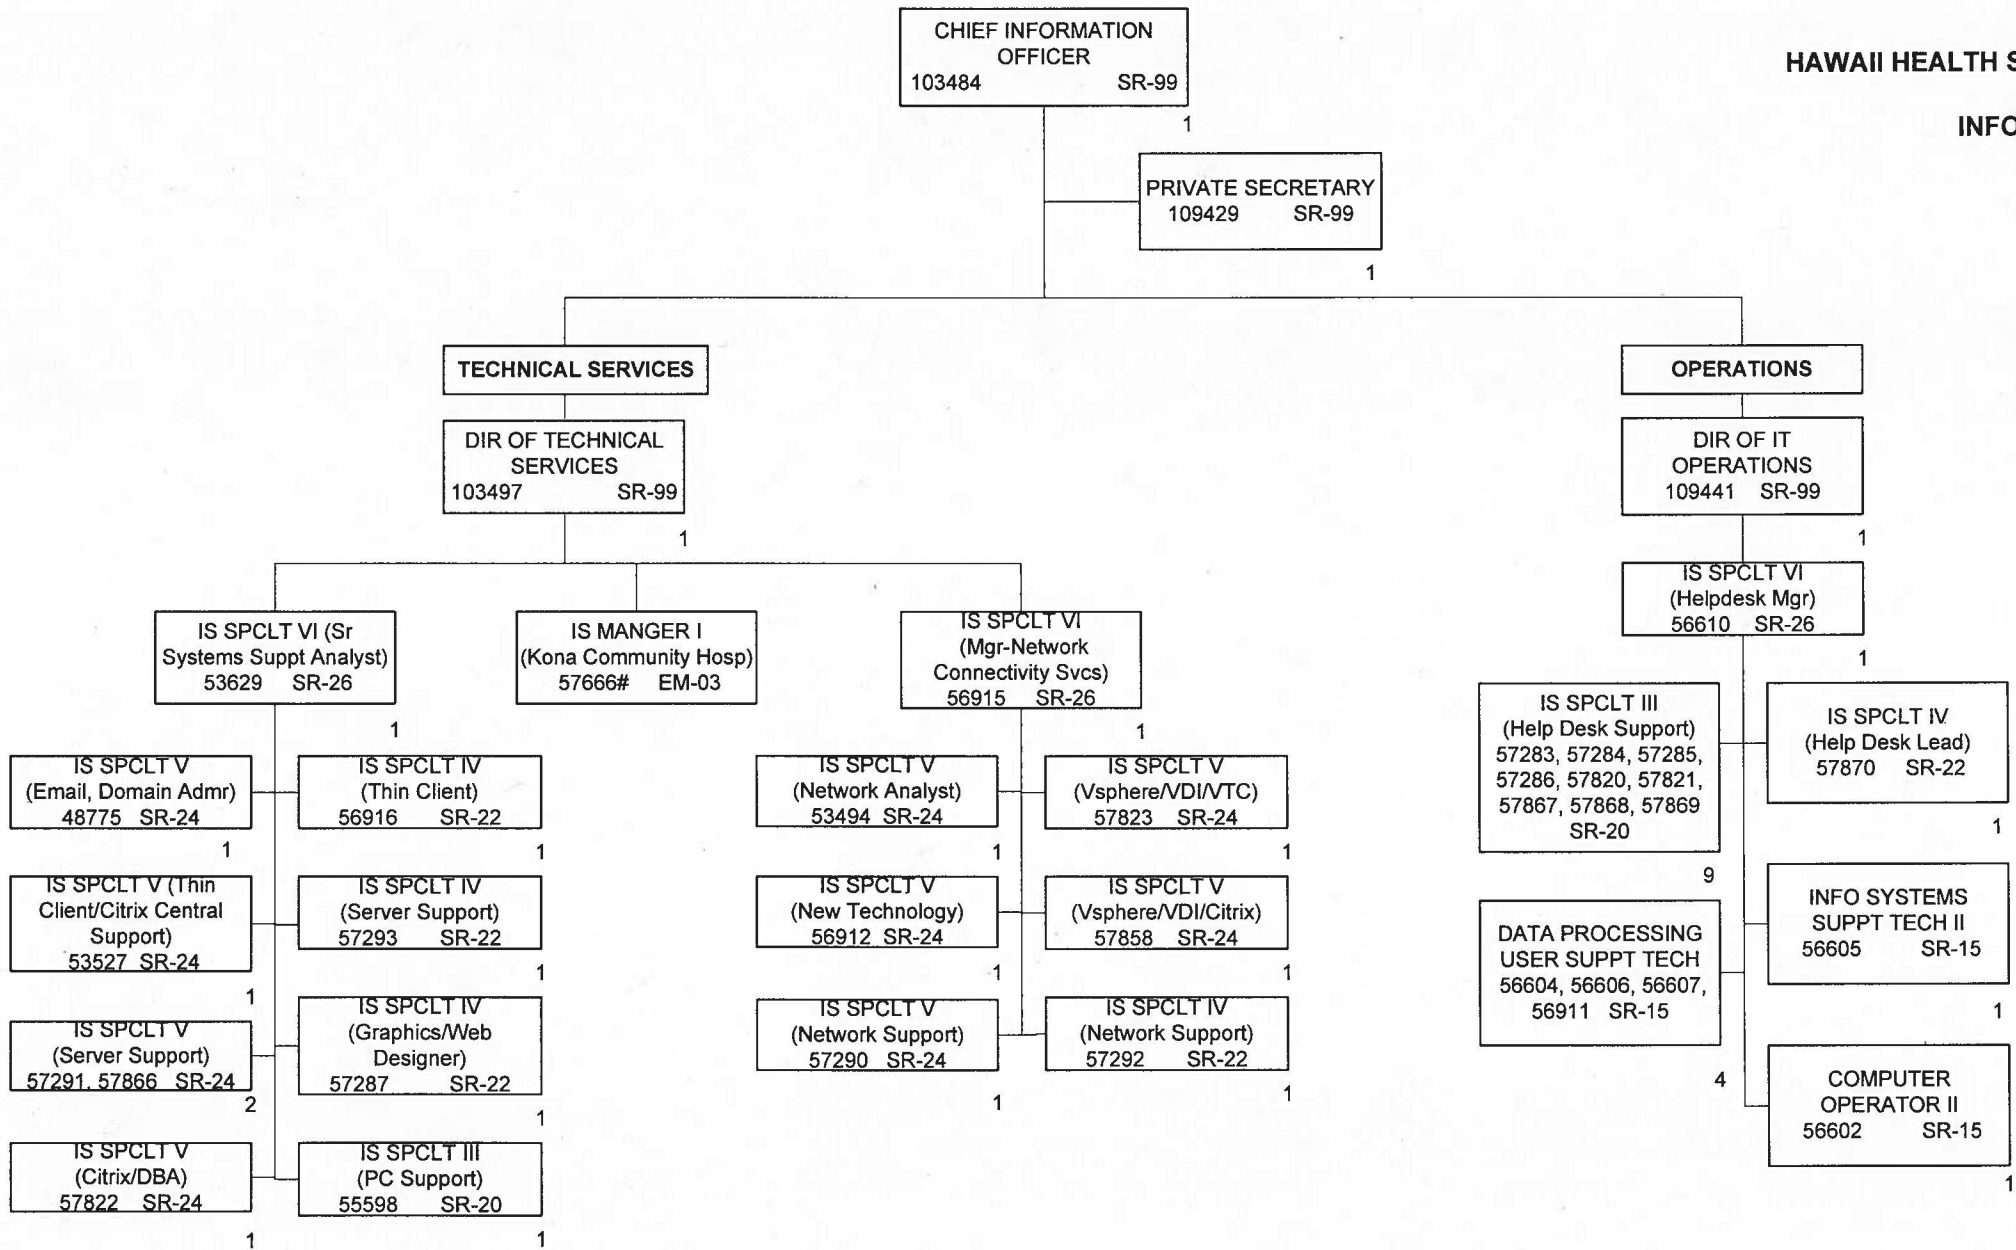 CHIEF INFORMATION
OFFICER
103484 SR-99
1
HAWAII HEALTH S
INFO
PRIVATE SECRETARY
109429 SR-99
1
TECHNICAL SERVICES
DIR OF TECHNICAL
SERVICES
103497 SR-99
1
IS SPCLT VI (Sr
Systems Suppt Analyst)
53629 SR-26
1
IS SPCLT V
(Email, Domain Admr)
48775 SR-24
1
IS SPCLT IV
(Thin Client)
56916 SR-22
1
IS SPCLT V (Thin
Client/Citrix Central
Support)
53527 SR-24
1
IS SPCLT IV
(Server Support)
57293 SR-22
1
IS SPCLT V
(Server Support)
57291, 57866 SR-24
2
IS SPCLT IV
(Graphics/Web
Designer)
57287 SR-22
1
IS SPCLT V
(Citrix/DBA)
57822 SR-24
1
IS SPCLT III
(PC Support)
55598 SR-20
1
IS MANGER I
(Kona Community Hosp)
57666# EM-03
IS SPCLT VI
(Mgr-Network
Connectivity Svcs)
56915 SR-26
1
IS SPCLT V
(Network Analyst)
53494 SR-24
1
IS SPCLT V
(Vsphere/VDI/VTC)
57823 SR-24
1
IS SPCLT V
(New Technology)
56912 SR-24
1
IS SPCLT V
(Vsphere/VDI/Citrix)
57858 SR-24
1
IS SPCLT V
(Network Support)
57290 SR-24
1
IS SPCLT IV
(Network Support)
57292 SR-22
1
OPERATIONS
DIR OF IT
OPERATIONS
109441 SR-99
1
IS SPCLT VI
(Helpdesk Mgr)
56610 SR-26
1
IS SPCLT III
(Help Desk Support)
57283, 57284, 57285,
57286, 57820, 57821,
57867, 57868, 57869
SR-20
9
IS SPCLT IV
(Help Desk Lead)
57870 SR-22
1
DATA PROCESSING
USER SUPPT TECH
56604, 56606, 56607,
56911 SR-15
4
INFO SYSTEMS
SUPPT TECH II
56605 SR-15
1
COMPUTER
OPERATOR II
56602 SR-15
1